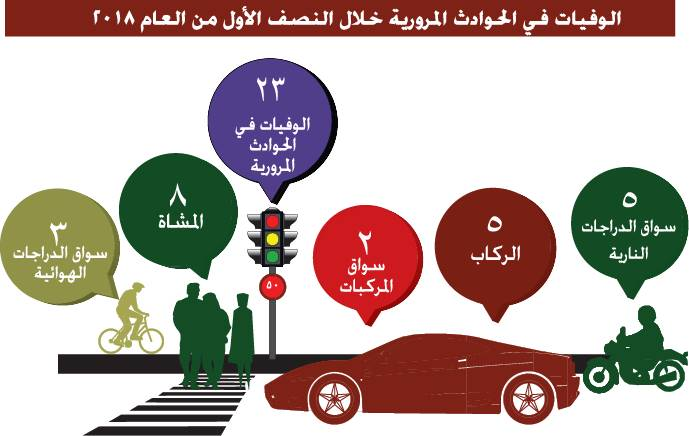 الوفيات في الحوادث المرورية خلال النصف الأول من العام ٢٠١٨
٥
سواق الدراجات
النارية
٥
الركاب
٢
سواق
المركبات
٢٣
الوفيات في
الحوادث
المرورية
٥٠
٨
المشاة
٣
سواق الدراجات
الهوائية